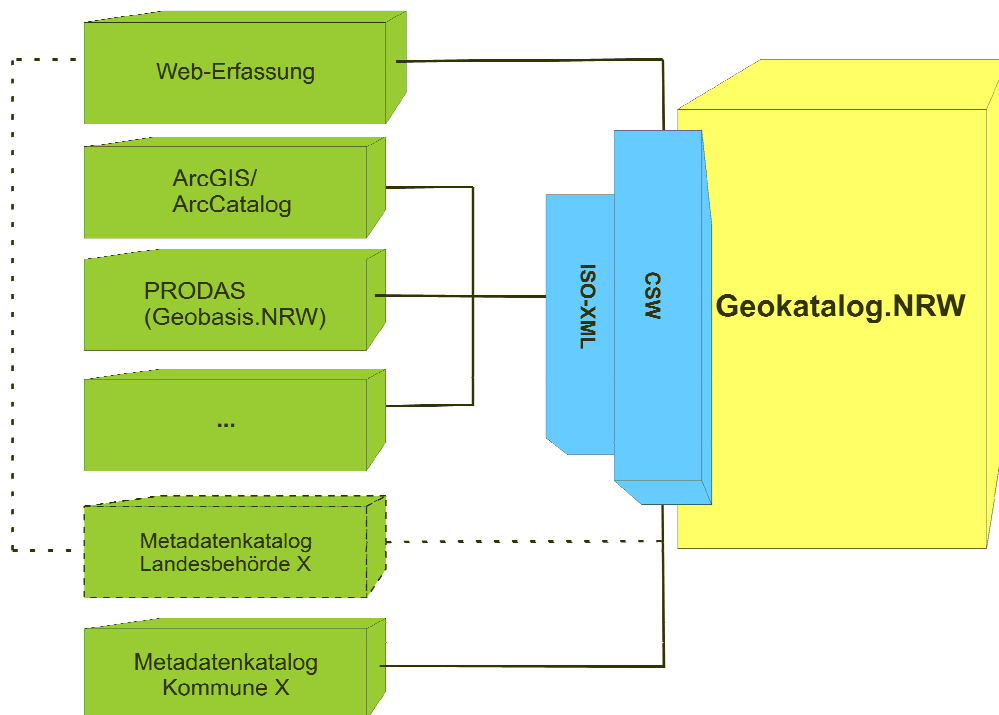 Web-Erfassung
ArcGIS/
ArcCatalog
PRODAS
(Geobasis.NRW)
...
Metadatenkatalog
Landesbehörde X
Metadatenkatalog
Kommune X
ISO-XML
CSW
Geokatalog.NRW